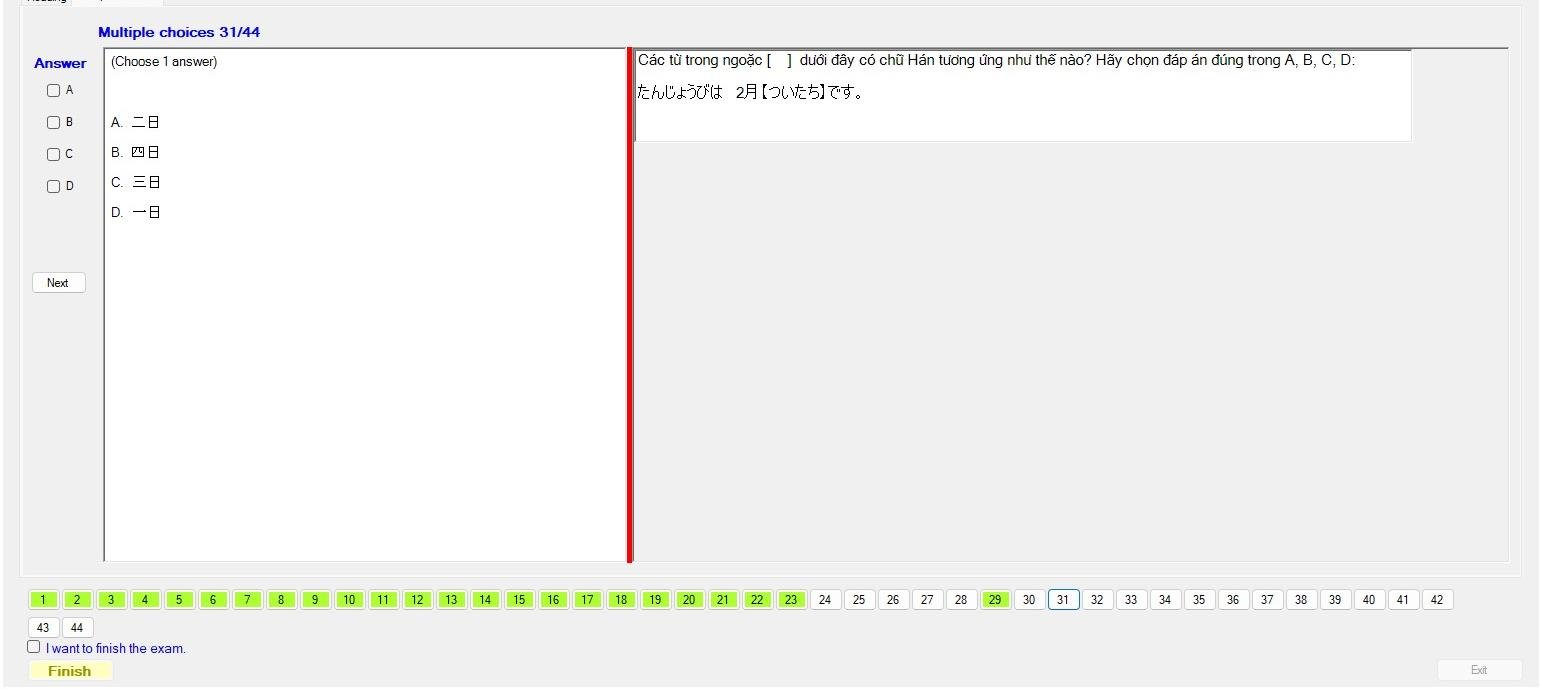 Multiple choices 31/44
Answer
(Choose 1 answer)
A
B
C
D
A. 二日
B. 四日
C. 三日
D. 一日
Next
Các từ trong ngoặc [ ] dưới đây có chữ Hán tương ứng như thế nào? Hãy chọn đáp án đúng trong A, B, C, D:
たんじょうびは 2月【ついたち】です。
1 2 3 4 5 6 7 8 9 10 11 12 13 14 15 16 17 18 19 20 21 22 23 24 25 26 27 28 29 30 31 32 33 34 35 36 37 38 39 40 41 42
43 44
I want to finish the exam.
Finish
Exit